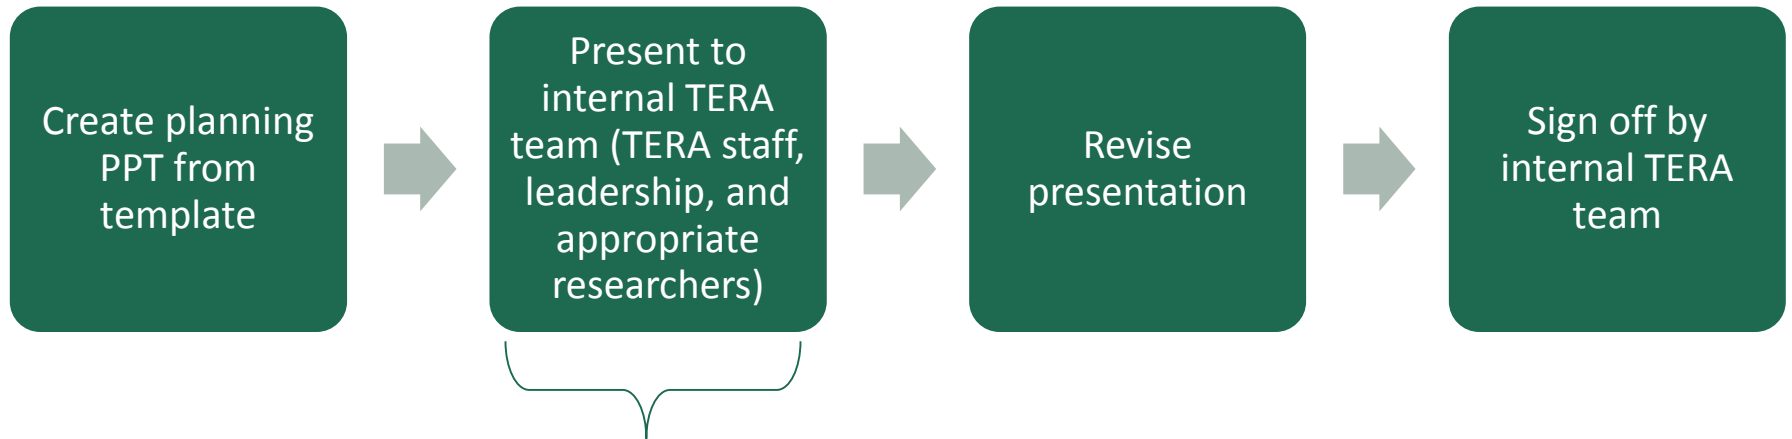 Create planning
PPT from
template
Present to
internal TERA
team (TERA staff,
leadership, and
appropriate
researchers)
Revise
presentation
Sign off by
internal TERA
team